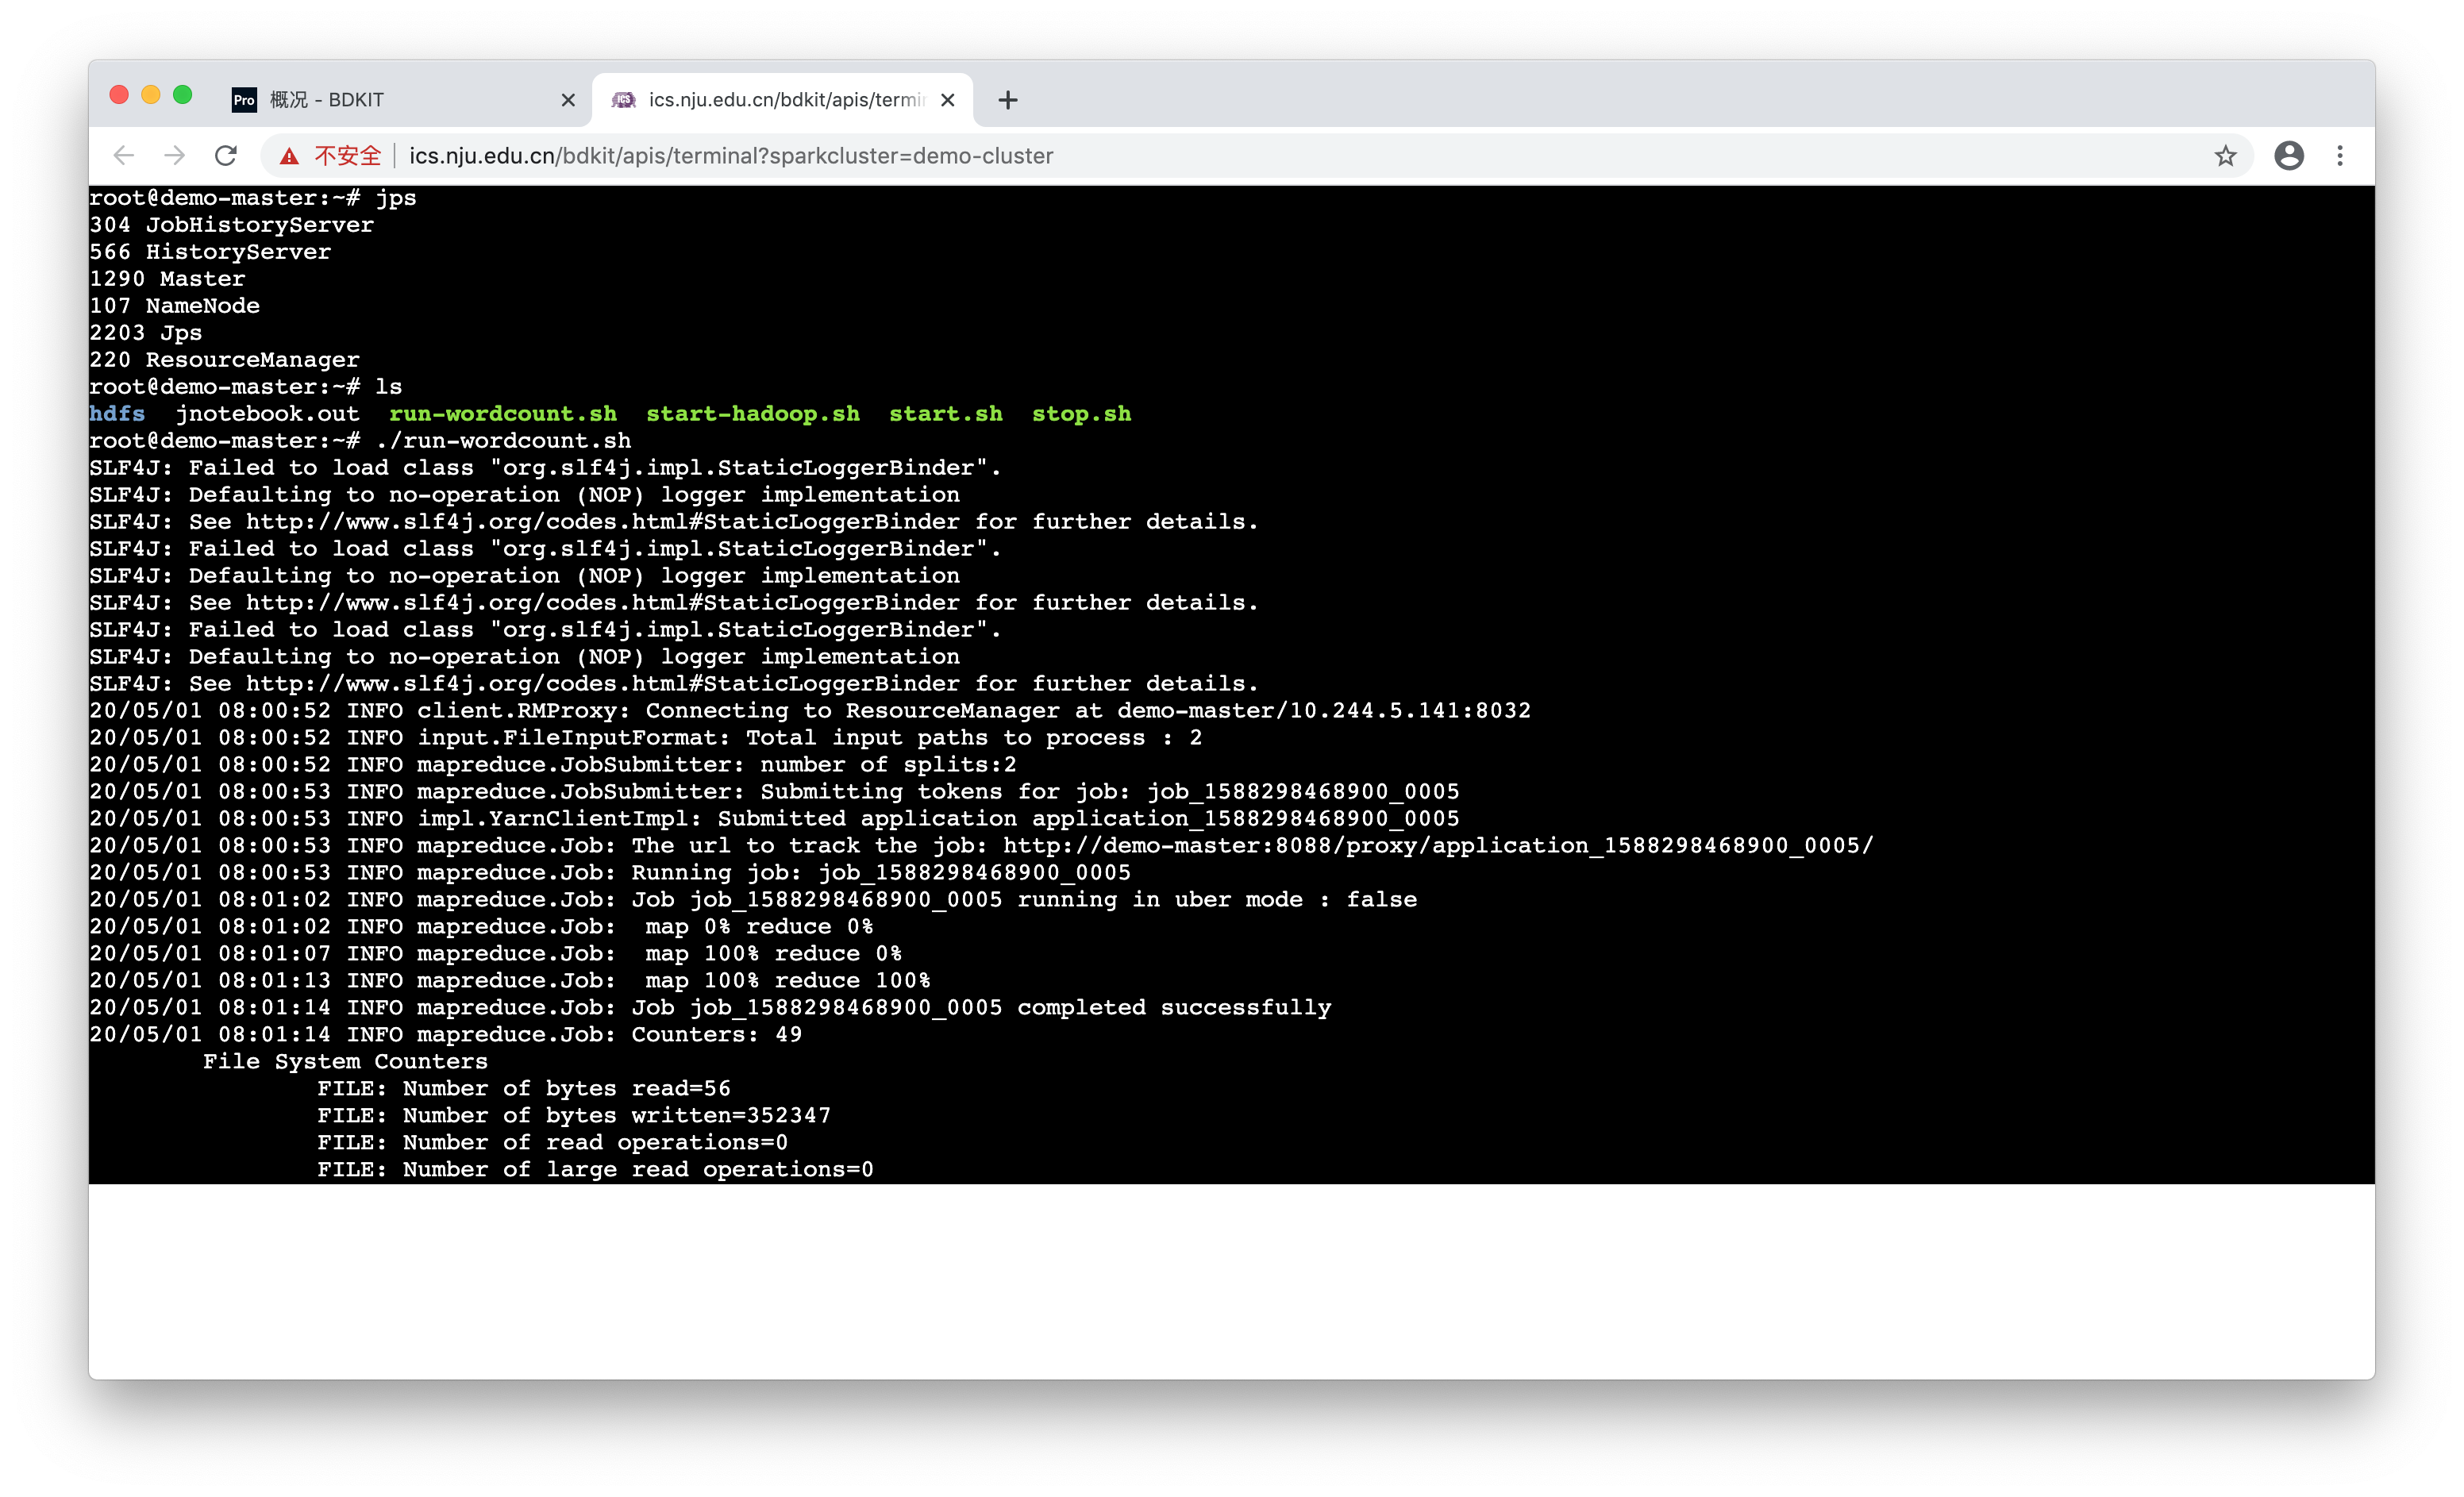 Pro 概况 - BDKIT
ics.nju.edu.cn/bdkit/apis/termi
不安全 ics.nju.edu.cn/bdkit/apis/terminal?sparkcluster=demo-cluster
root@demo-master:~# jps
304 JobHistoryServer
566 HistoryServer
1290 Master
107 NameNode
2203 Jps
220 ResourceManager
root@demo-master:~# ls
hdfs  jnotebook.out  run-wordcount.sh  start-hadoop.sh  start.sh  stop.sh
root@demo-master:~# ./run-wordcount.sh
SLF4J: Failed to load class "org.slf4j.impl.StaticLoggerBinder".
SLF4J: Defaulting to no-operation (NOP) logger implementation
SLF4J: See http://www.slf4j.org/codes.html#StaticLoggerBinder for further details.
SLF4J: Failed to load class "org.slf4j.impl.StaticLoggerBinder".
SLF4J: Defaulting to no-operation (NOP) logger implementation
SLF4J: See http://www.slf4j.org/codes.html#StaticLoggerBinder for further details.
SLF4J: Failed to load class "org.slf4j.impl.StaticLoggerBinder".
SLF4J: Defaulting to no-operation (NOP) logger implementation
SLF4J: See http://www.slf4j.org/codes.html#StaticLoggerBinder for further details.
20/05/01 08:00:52 INFO client.RMProxy: Connecting to ResourceManager at demo-master/10.244.5.141:8032
20/05/01 08:00:52 INFO input.FileInputFormat: Total input paths to process : 2
20/05/01 08:00:52 INFO mapreduce.JobSubmitter: number of splits:2
20/05/01 08:00:53 INFO mapreduce.JobSubmitter: Submitting tokens for job: job_1588298468900_0005
20/05/01 08:00:53 INFO impl.YarnClientImpl: Submitted application application_1588298468900_0005
20/05/01 08:00:53 INFO mapreduce.Job: The url to track the job: http://demo-master:8088/proxy/application_1588298468900_0005/
20/05/01 08:00:53 INFO mapreduce.Job: Running job: job_1588298468900_0005
20/05/01 08:01:02 INFO mapreduce.Job: Job job_1588298468900_0005 running in uber mode : false
20/05/01 08:01:02 INFO mapreduce.Job:  map 0% reduce 0%
20/05/01 08:01:07 INFO mapreduce.Job:  map 100% reduce 0%
20/05/01 08:01:13 INFO mapreduce.Job:  map 100% reduce 100%
20/05/01 08:01:14 INFO mapreduce.Job: Job job_1588298468900_0005 completed successfully
20/05/01 08:01:14 INFO mapreduce.Job: Counters: 49
File System Counters
FILE: Number of bytes read=56
FILE: Number of bytes written=352347
FILE: Number of read operations=0
FILE: Number of large read operations=0